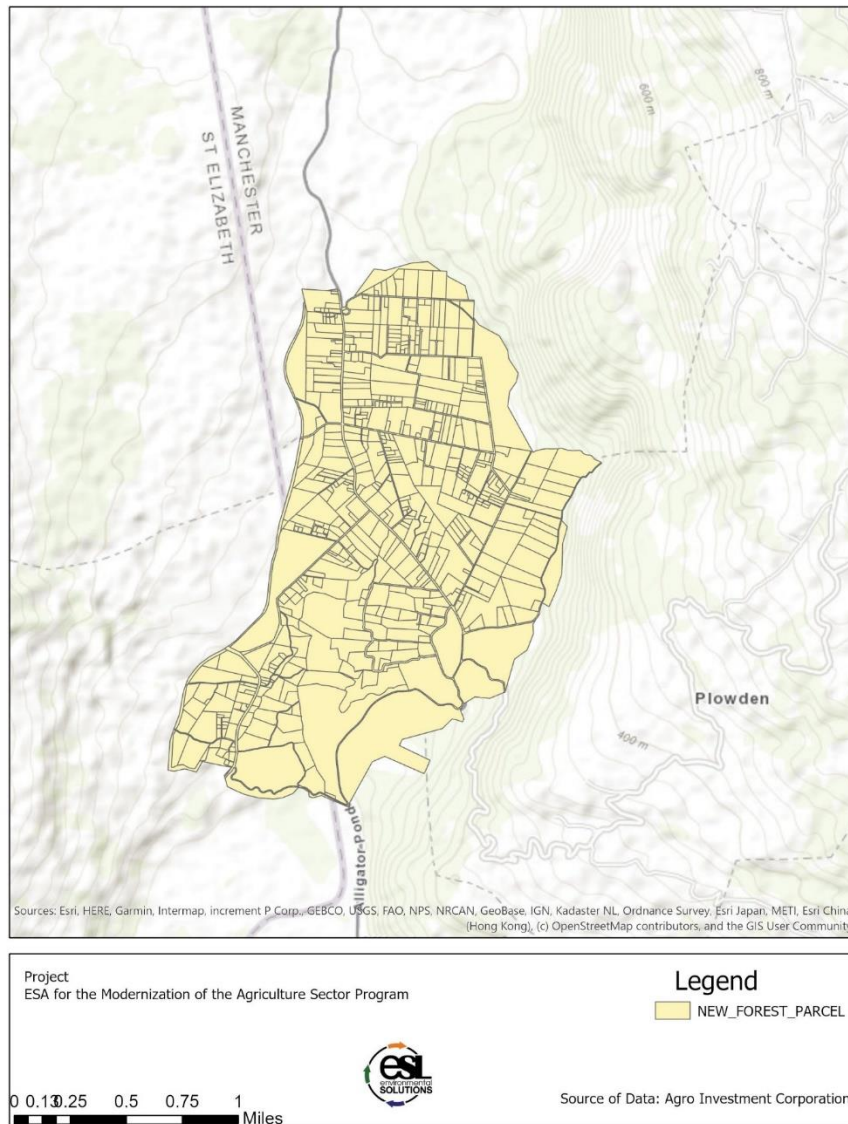 MANCHESTER
ST ELIZABETH
600 m
800 m
Plowden
400 m
Alligator-Pond
Sources: Esri, HERE, Garmin, Intermap, increment P Corp., GEBCO, USGS, FAO, NPS, NRCAN, GeoBase, IGN, Kadaster NL, Ordnance Survey, Esri Japan, METI, Esri China
(Hong Kong), (c) OpenStreetMap contributors, and the GIS User Community
Project
ESA for the Modernization of the Agriculture Sector Program
Legend
NEW_FOREST_PARCEL
esl
environmental
SOLUTIONS
Source of Data: Agro Investment Corporation
0 0.13 0.25 0.5 0.75 1
Miles